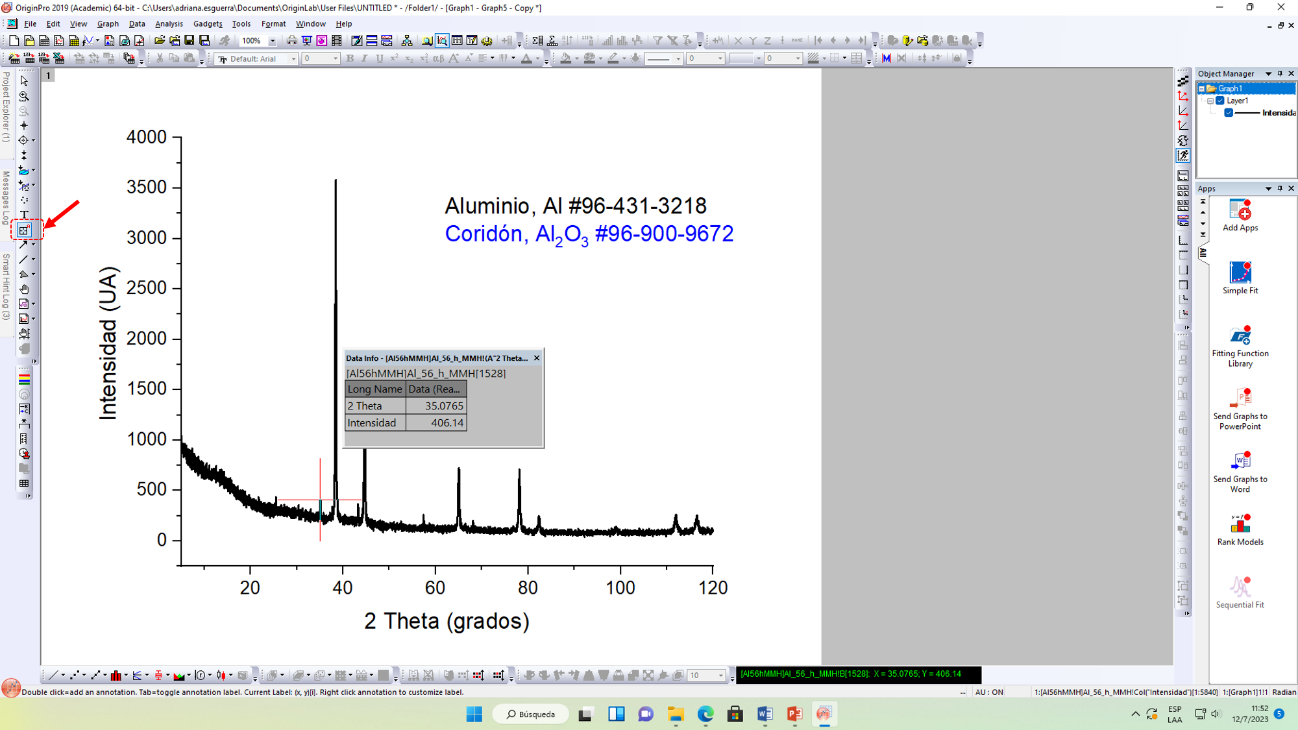 OriginPro 2019 (Academic) 64-bit - C:\Users\adriana.esguerra\Documents\OriginLab\User Files\UNTITLED * - /Folder1/ - [Graph1 - Graph5 - Copy *]
File Edit View Graph Data Analysis Gadgets Tools Format Window Help
100%
Default: Arial 0 B I U 0 0
Project Explorer (1)
Messages Log
Smart Hint Log (3)
1
Object Manager
Graph1
Layer1
Intensida
Aluminio, Al #96-431-3218
Coridón, Al₂O₃ #96-900-9672
Intensidad (UA)
4000
3500
3000
2500
2000
1500
1000
500
0
20 40 60 80 100 120
2 Theta (grados)
Data Info - [Al56hMMH]Al_56_h_MMH!(A"2 Theta...
[Al56hMMH]Al_56_h_MMH[1528]
Long Name Data (Rea...
2 Theta 35.0765
Intensidad 406.14
Apps
All
Add Apps
Simple Fit
Fitting Function
Library
Send Graphs to
PowerPoint
Send Graphs to
Word
Rank Models
Sequential Fit
10
[Al56hMMH]Al_56_h_MMH!B[1528]: X = 35.0765; Y = 406.14
Double click=add an annotation. Tab=toggle annotation label. Current Label: (x, y)[i]. Right click annotation to customize label.
-- AU : ON 1:[Al56hMMH]Al_56_h_MMH!Col("Intensidad")[1:5840] 1:[Graph1]1!1 Radian
Búsqueda
ESP
LAA
11:52
12/7/2023
5